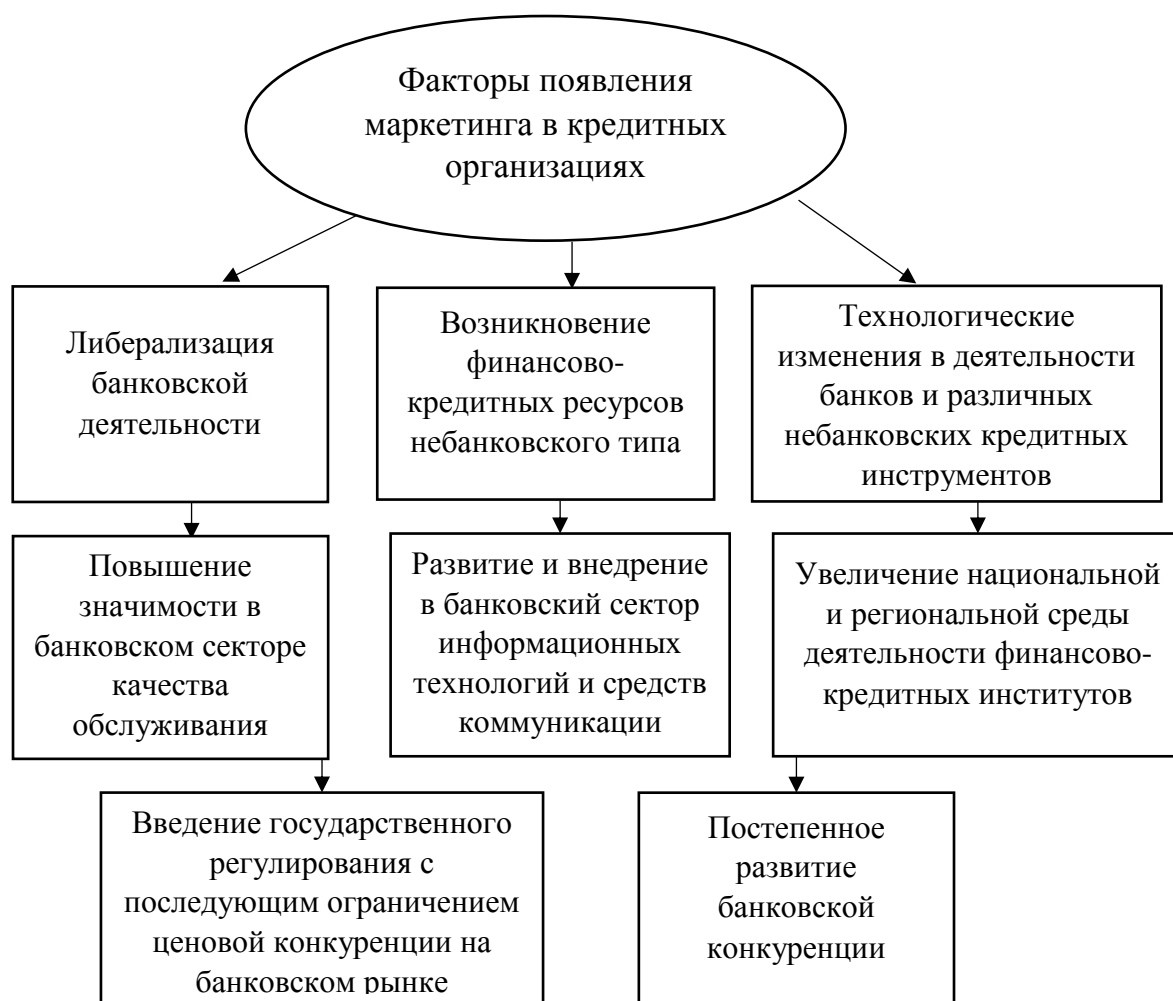 Факторы появления
маркетинга в кредитных
организациях
Либерализация
банковской
деятельности
Возникновение
финансово-
кредитных ресурсов
небанковского типа
Технологические
изменения в деятельности
банков и различных
небанковских кредитных
инструментов
Повышение
значимости в
банковском секторе
качества
обслуживания
Развитие и внедрение
в банковский сектор
информационных
технологий и средств
коммуникации
Увеличение национальной
и региональной среды
деятельности финансово-
кредитных институтов
Введение государственного
регулирования с
последующим ограничением
ценовой конкуренции на
банковском рынке
Постепенное
развитие
банковской
конкуренции